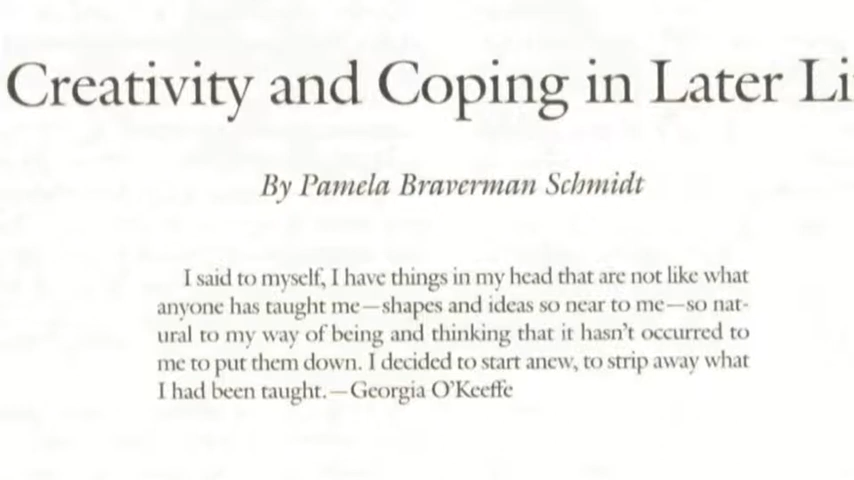 Creativity and Coping in Later Li
By Pamela Braverman Schmidt
I said to myself, I have things in my head that are not like what
anyone has taught me—shapes and ideas so near to me—so nat-
ural to my way of being and thinking that it hasn't occurred to
me to put them down. I decided to start anew, to strip away what
I had been taught.—Georgia O'Keeffe